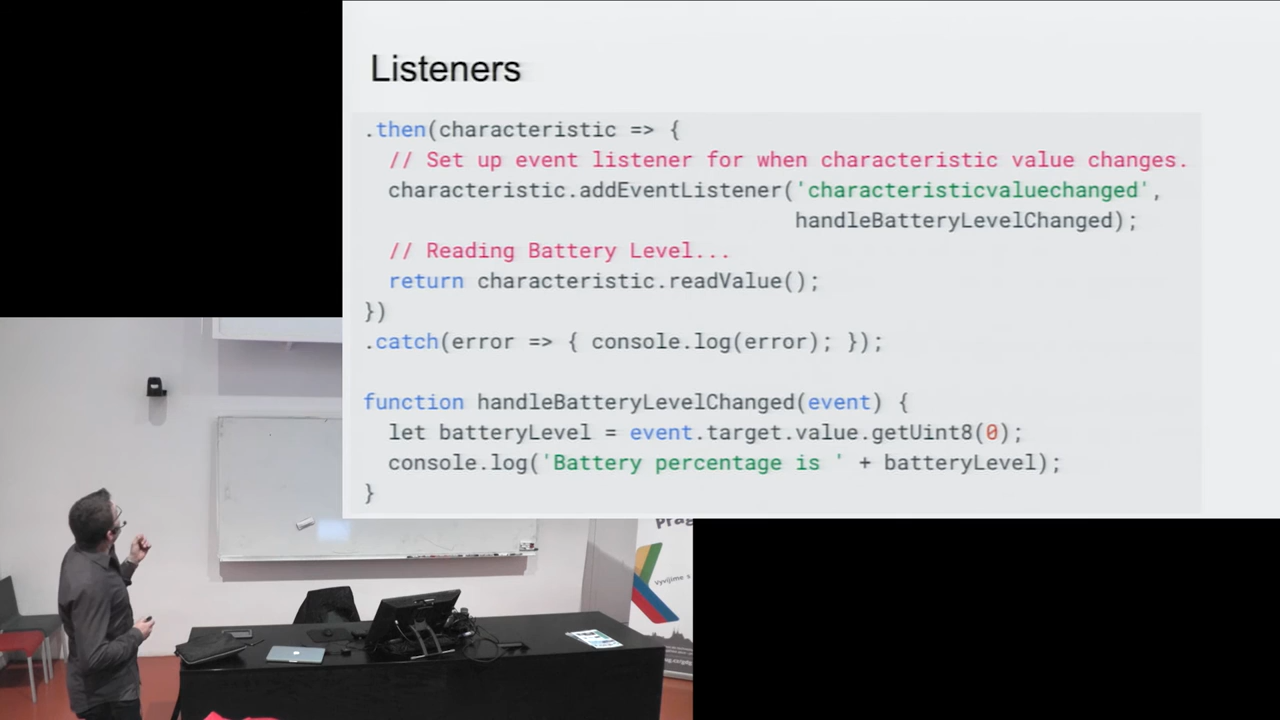 Listeners
.then(characteristic => {
  // Set up event listener for when characteristic value changes.
  characteristic.addEventListener('characteristicvaluechanged',
                                  handleBatteryLevelChanged);
  // Reading Battery Level...
  return characteristic.readValue();
})
.catch(error => { console.log(error); });

function handleBatteryLevelChanged(event) {
  let batteryLevel = event.target.value.getUint8(0);
  console.log('Battery percentage is ' + batteryLevel);
}
Prag
Vyvíjíme s